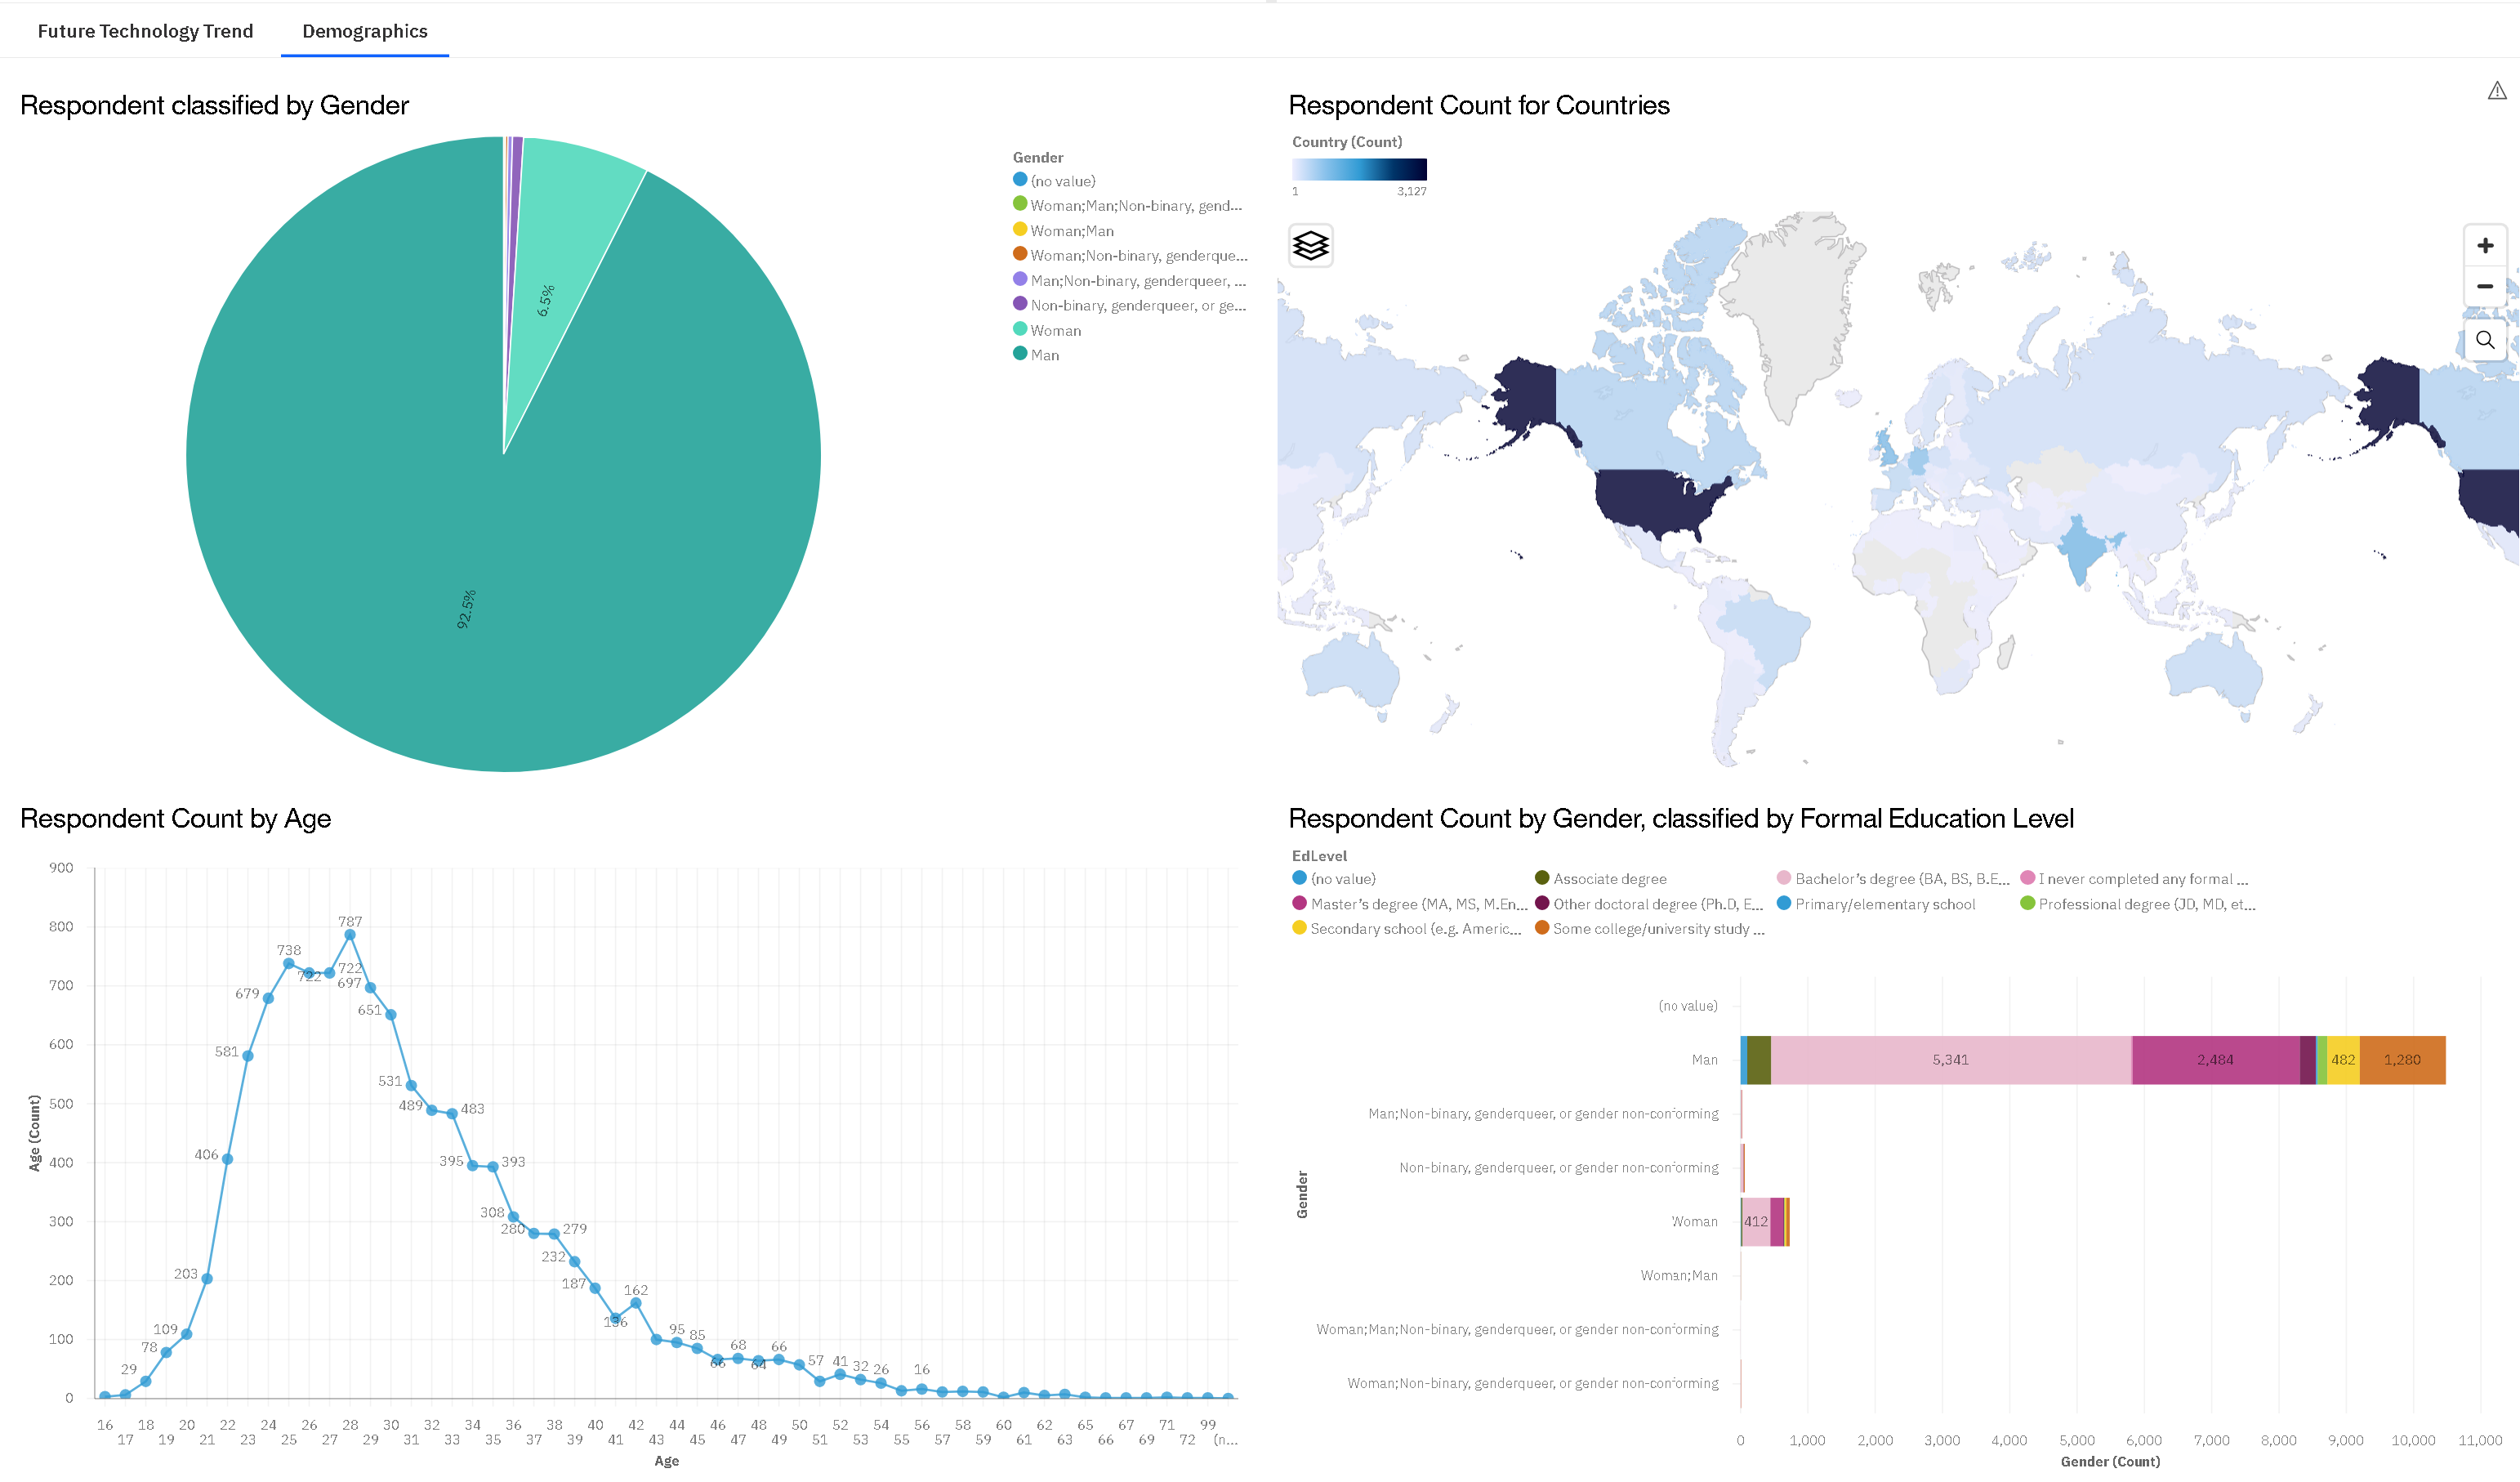 Future Technology Trend
Demographics
Respondent classified by Gender
6.5%
92.5%
Gender
(no value)
Woman;Man;Non-binary, gend...
Woman;Man
Woman;Non-binary, genderque...
Man;Non-binary, genderqueer, ...
Non-binary, genderqueer, or ge...
Woman
Man
Respondent Count for Countries
Country (Count)
1 3,127
Respondent Count by Age
Age (Count)
900
800
700
600
500
400
300
200
100
0
29
78
109
203
406
581
679
738
722
722
787
697
651
531
489
483
395
393
308
280
279
232
187
136
162
95
85
66
68
64
66
57
41
32
26
16
16 18 20 22 24 26 28 30 32 34 36 38 40 42 44 46 48 50 52 54 56 58 60 62 65 67 71 99
17 19 21 23 25 27 29 31 33 35 37 39 41 43 45 47 49 51 53 55 57 59 61 63 66 69 72 (n...
Age
Respondent Count by Gender, classified by Formal Education Level
EdLevel
(no value) Associate degree Bachelor's degree (BA, BS, B.E... I never completed any formal ...
Master's degree (MA, MS, M.En... Other doctoral degree (Ph.D, E... Primary/elementary school Professional degree (JD, MD, et...
Secondary school (e.g. Americ... Some college/university study ...
Gender
(no value)
Man 5,341 2,484 482 1,280
Man;Non-binary, genderqueer, or gender non-conforming
Non-binary, genderqueer, or gender non-conforming
Woman 412
Woman;Man
Woman;Man;Non-binary, genderqueer, or gender non-conforming
Woman;Non-binary, genderqueer, or gender non-conforming
0 1,000 2,000 3,000 4,000 5,000 6,000 7,000 8,000 9,000 10,000 11,000
Gender (Count)